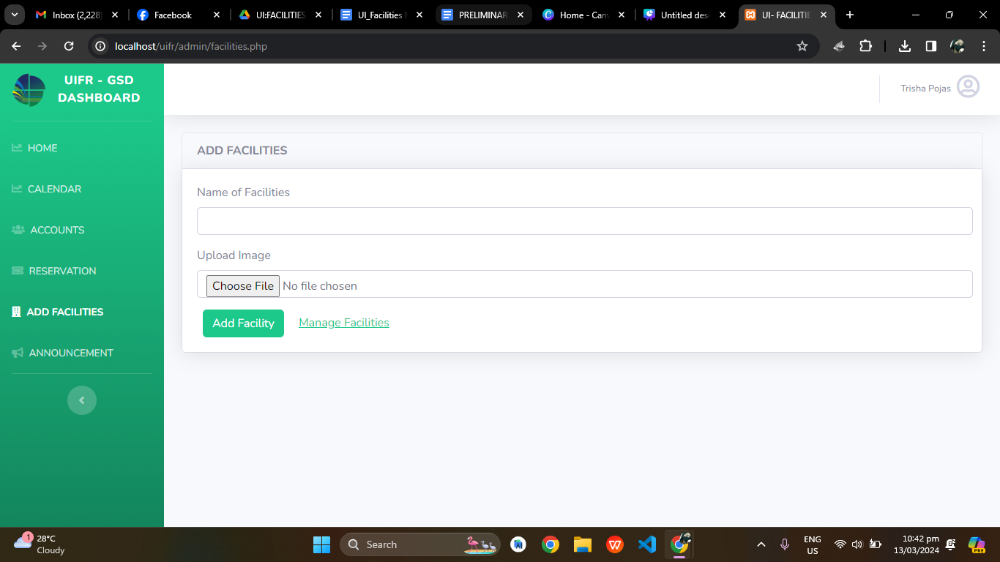 Inbox (2,228)
Facebook
UI:FACILITIES
UI_Facilities
PRELIMINAR
Home - Can
Untitled des
UI- FACILITIE
localhost/uifr/admin/facilities.php
UIFR - GSD
DASHBOARD
Trisha Pojas
HOME
CALENDAR
ACCOUNTS
RESERVATION
ADD FACILITIES
ANNOUNCEMENT
ADD FACILITIES
Name of Facilities
Upload Image
Choose File No file chosen
Add Facility Manage Facilities
1
28°C
Cloudy
Search
ENG
US
10:42 pm
13/03/2024
PRE